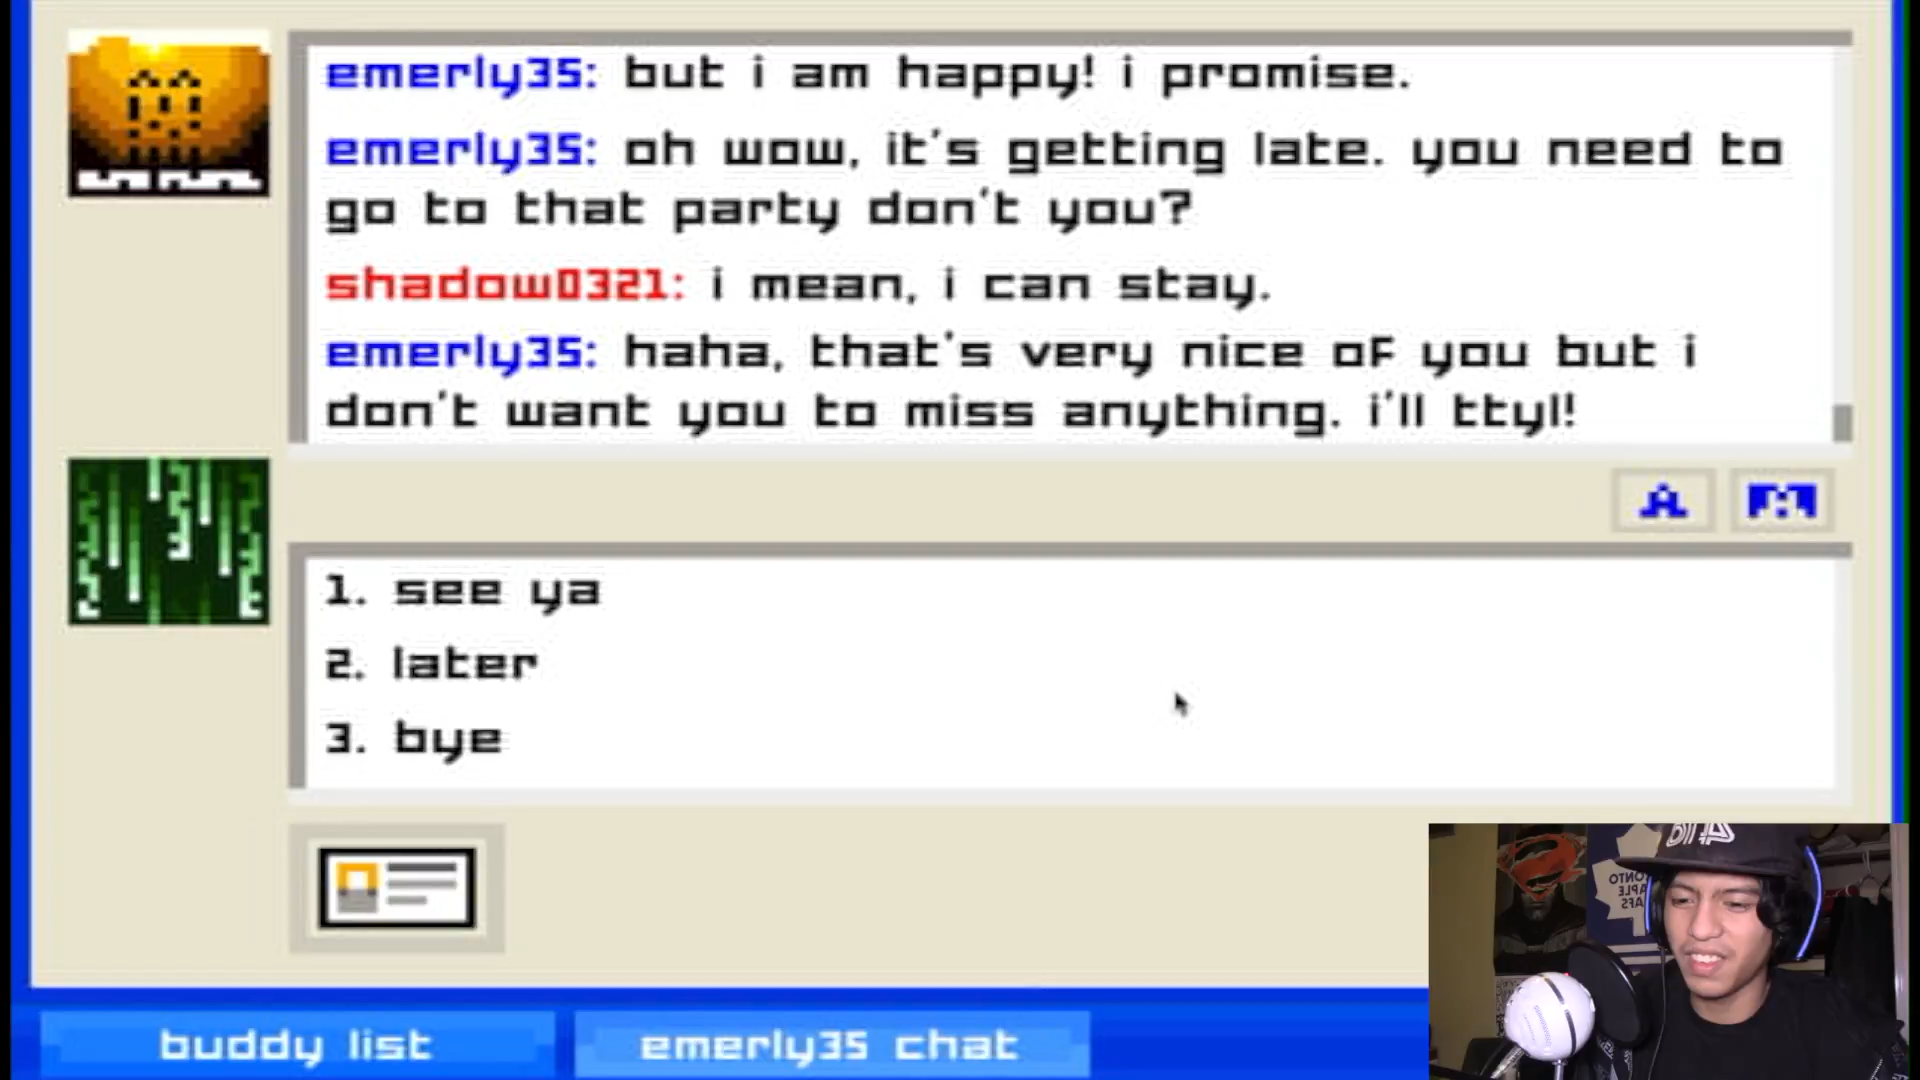 emerly35: but i am happy! i promise.
emerly35: oh wow, it's getting late. you need to
go to that party don't you?
shadow0321: i mean, i can stay.
emerly35: haha, that's very nice of you but i
don't want you to miss anything. i'll ttyl!
A
1. see ya
2. later
3. bye
buddy list
emerly35 chat